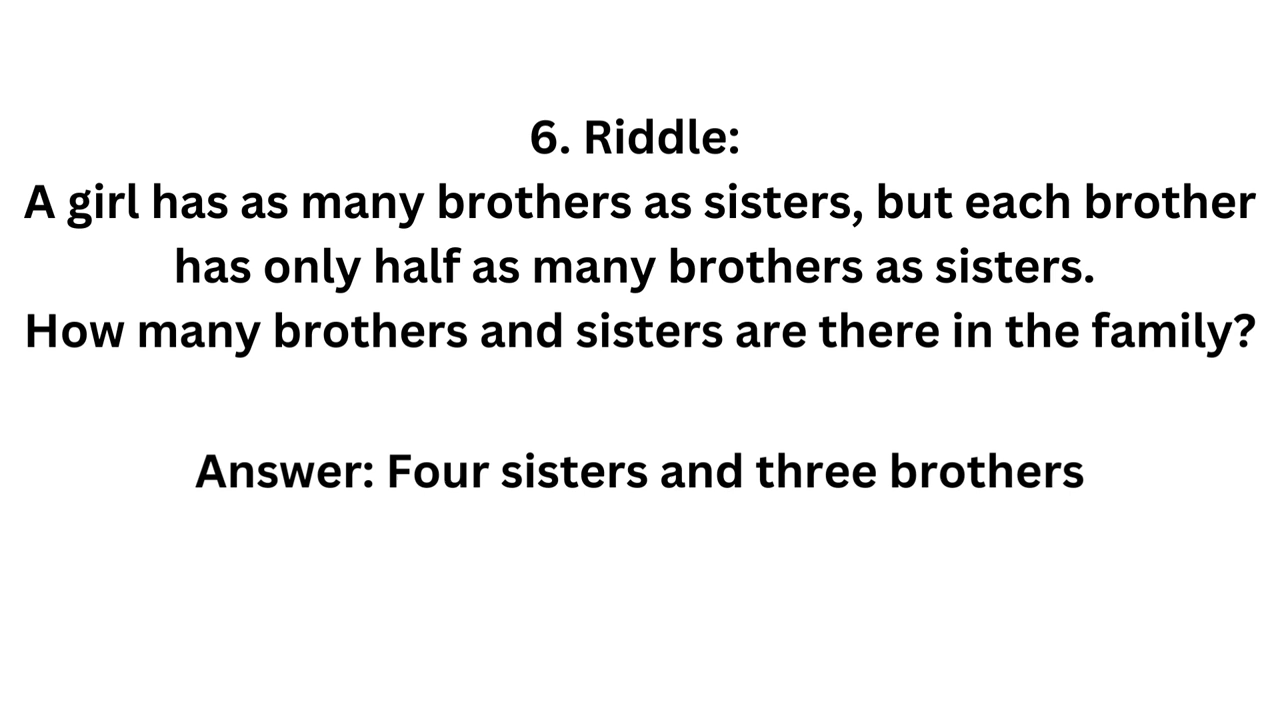 6. Riddle:
A girl has as many brothers as sisters, but each brother
has only half as many brothers as sisters.
How many brothers and sisters are there in the family?
Answer: Four sisters and three brothers